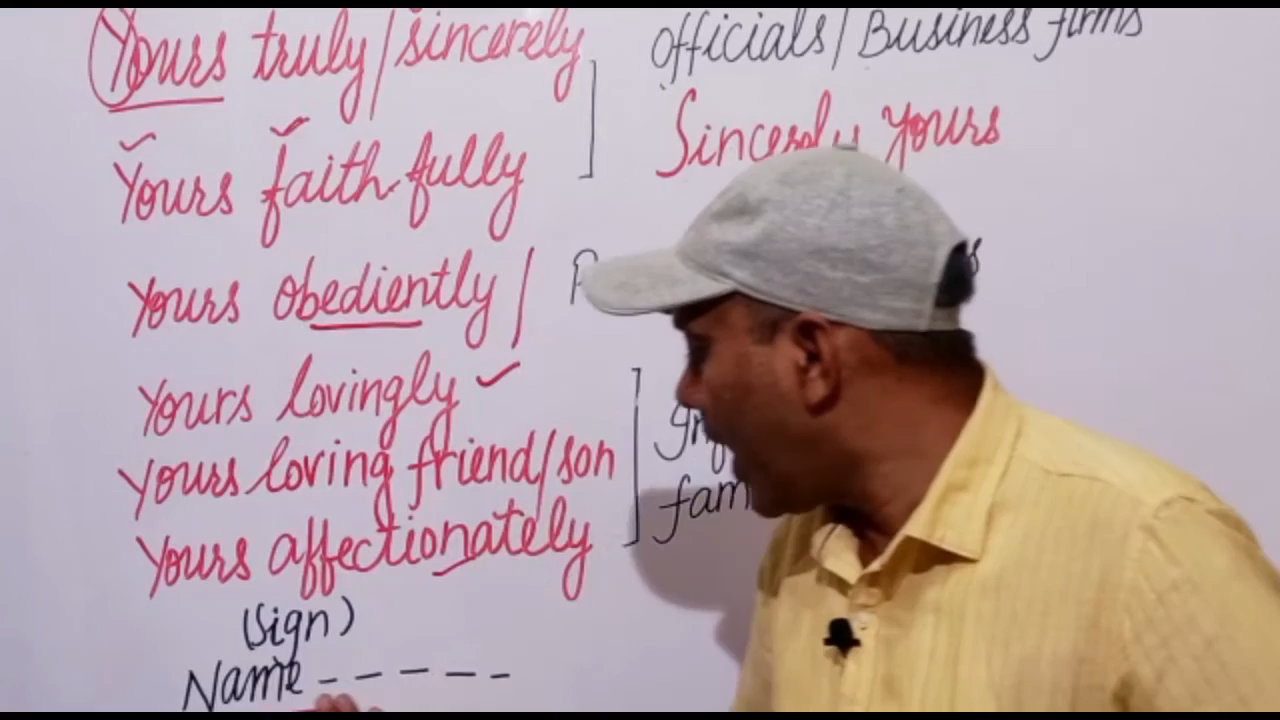 Yours truly/sincerely
officials/Business firms
Sincerely yours
Yours faithfully
Yours obediently/
Yours lovingly
Yours loving friend/son
Yours affectionately
(Sign)
Name -----